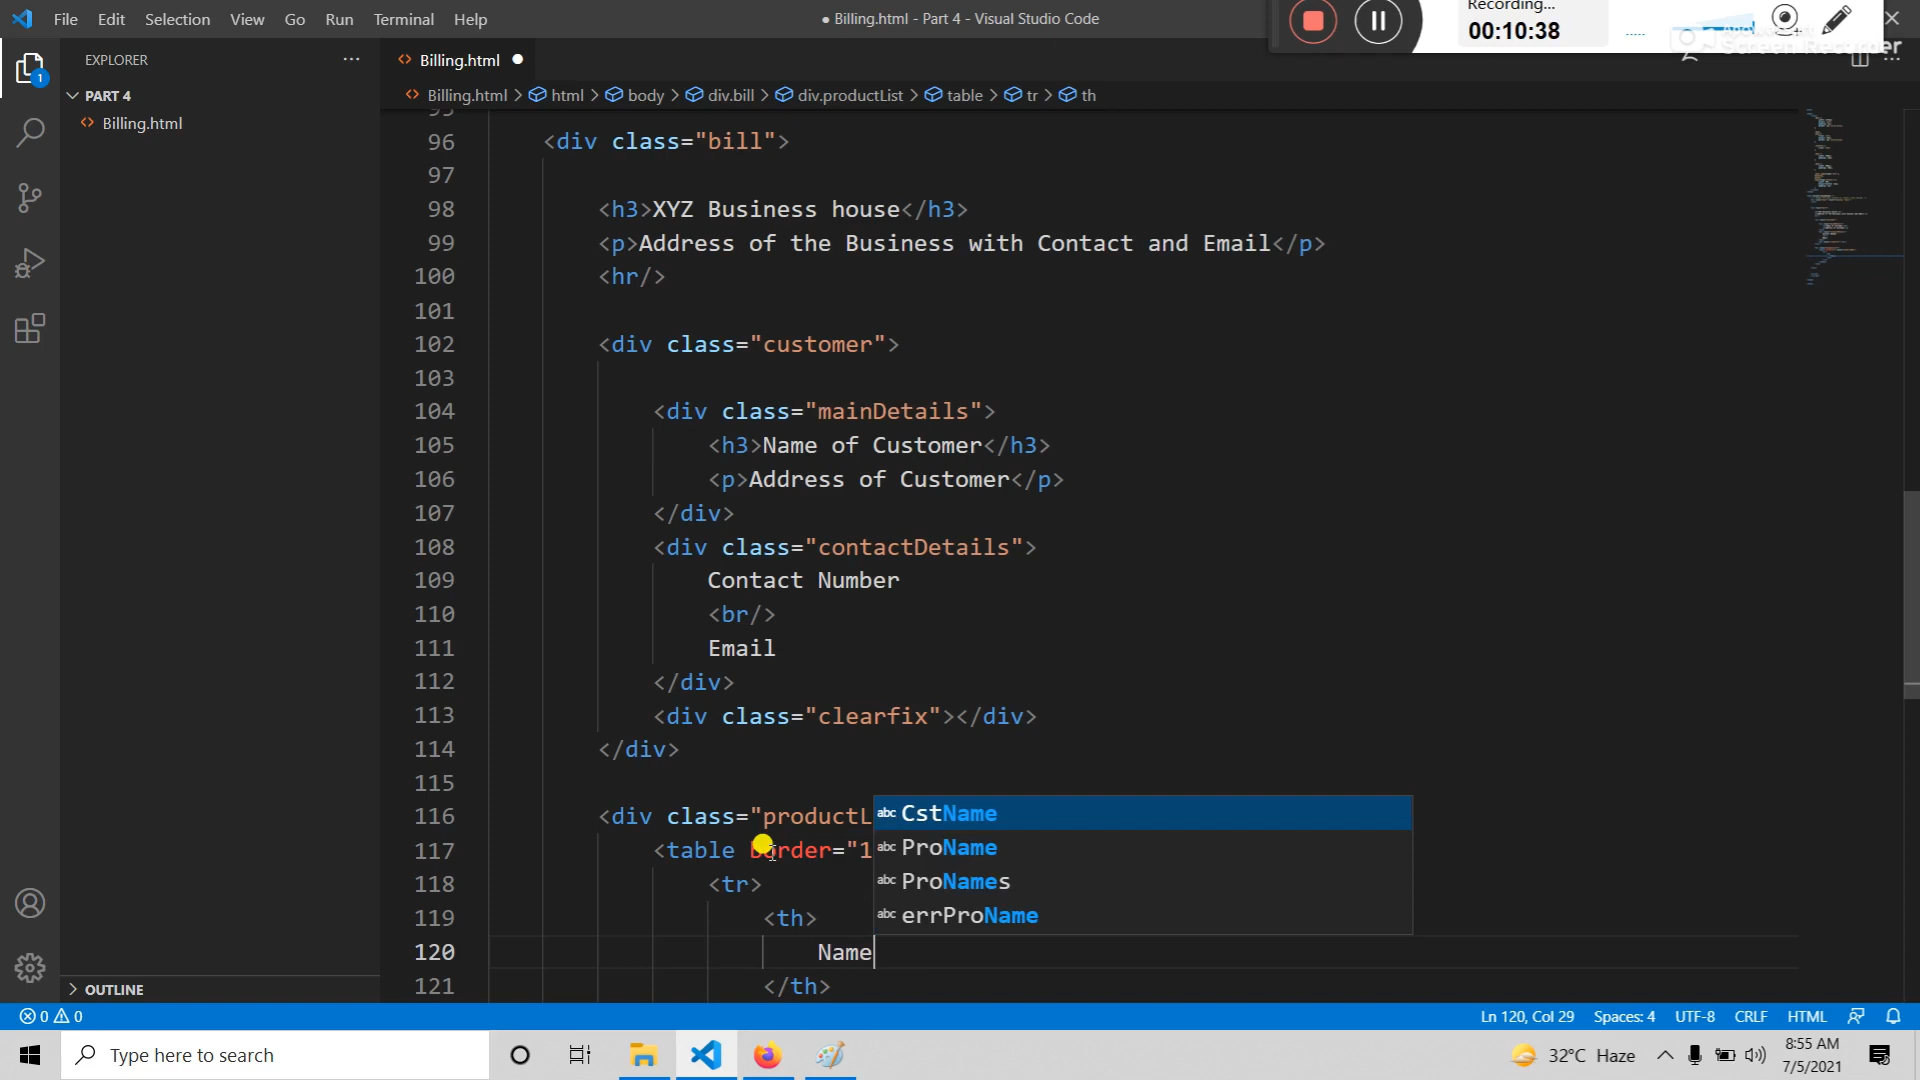 File Edit Selection View Go Run Terminal Help
● Billing.html - Part 4 - Visual Studio Code
Recording...
00:10:38
Screen Recorder
EXPLORER
PART 4
Billing.html
OUTLINE
1
Billing.html
Billing.html > html > body > div.bill > div.productList > table > tr > th
96 <div class="bill">
97
98 <h3>XYZ Business house</h3>
99 <p>Address of the Business with Contact and Email</p>
100 <hr/>
101
102 <div class="customer">
103
104 <div class="mainDetails">
105 <h3>Name of Customer</h3>
106 <p>Address of Customer</p>
107 </div>
108 <div class="contactDetails">
109 Contact Number
110 <br/>
111 Email
112 </div>
113 <div class="clearfix"></div>
114 </div>
115
116 <div class="productL
117 <table border="1
118 <tr>
119 <th>
120 Name
121 </th>
abc CstName
abc ProName
abc ProNames
abc errProName
0 0
Ln 120, Col 29 Spaces: 4 UTF-8 CRLF HTML
Type here to search
32°C Haze
8:55 AM
7/5/2021